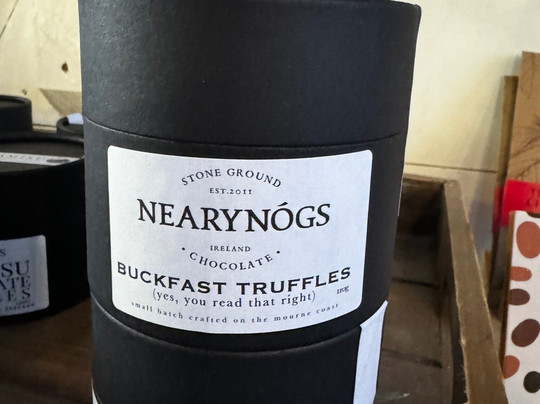 STONE GROUND
EST.2011
NEARYNÓGS
IRELAND
• CHOCOLATE •
BUCKFAST TRUFFLES
(yes, you read that right) 110g
small batch crafted on the mourne coast